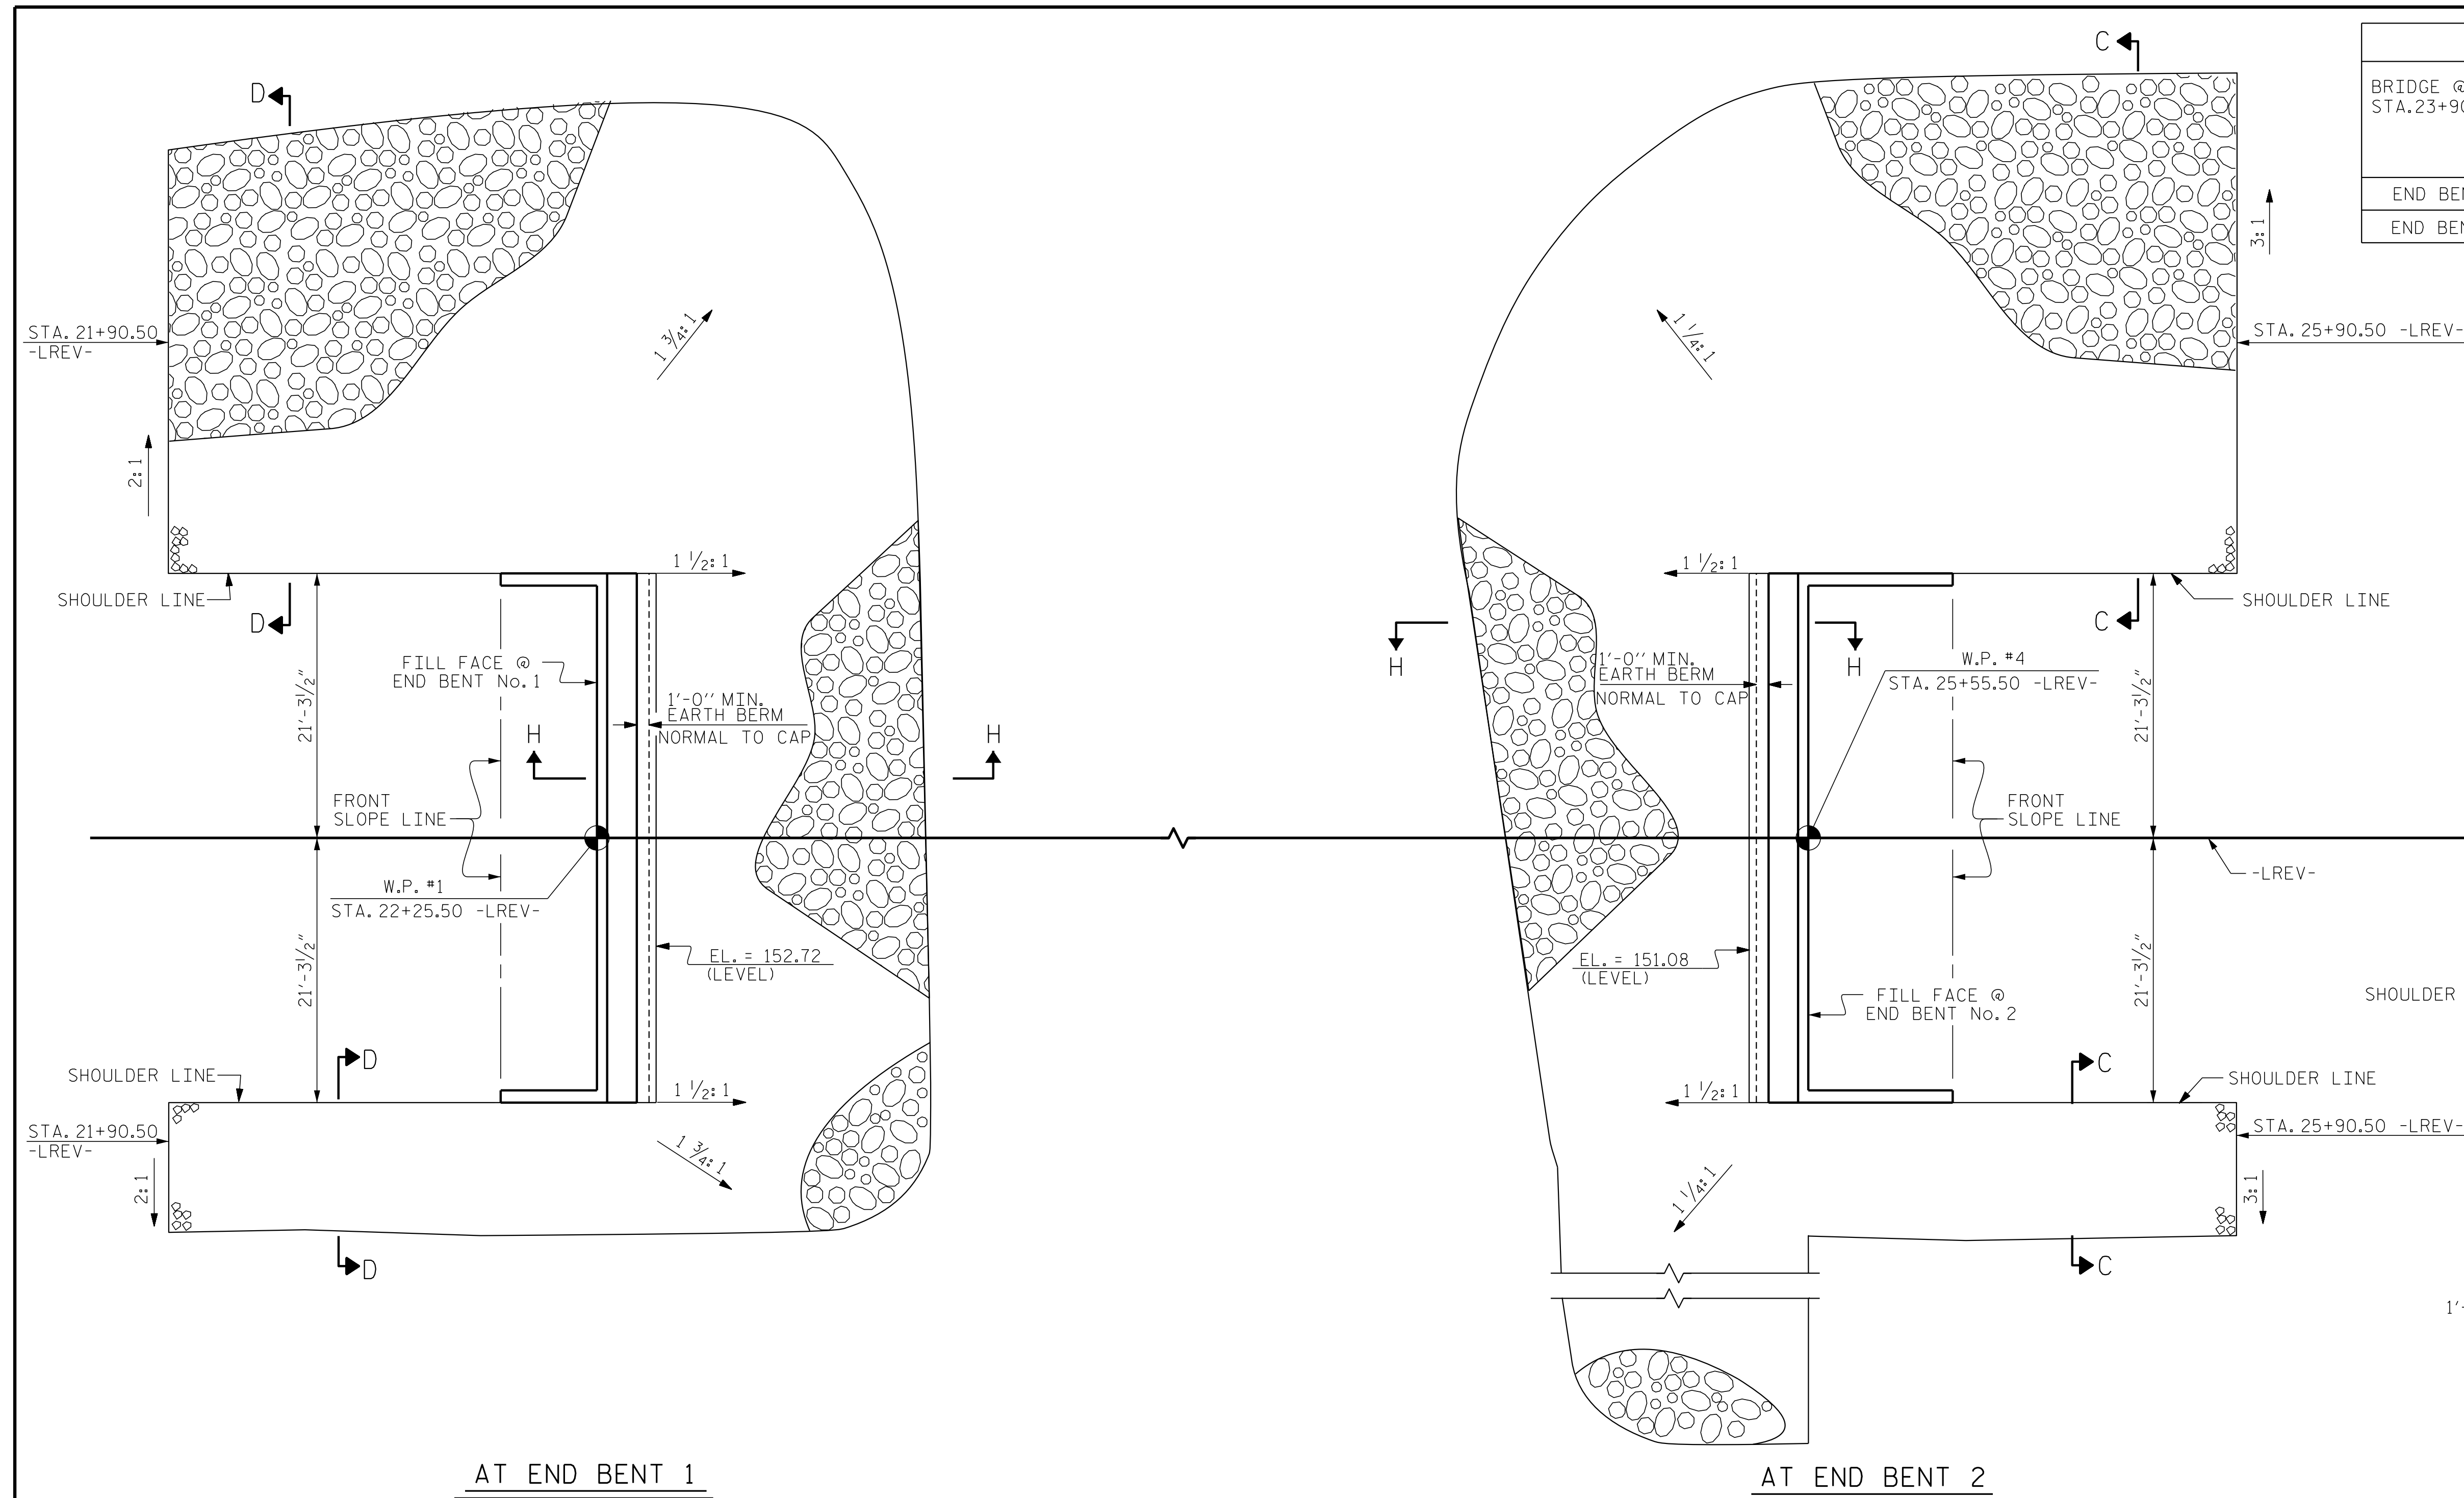 D
STA. 21+90.50
-LREV-
2:1
SHOULDER LINE
D
1 3/4:1
1 1/2:1
21'-3 1/2"
FILL FACE @
END BENT No. 1
1'-0" MIN.
EARTH BERM
NORMAL TO CAP
H
H
FRONT
SLOPE LINE
W.P. #1
STA. 22+25.50 -LREV-
21'-3 1/2"
EL. = 152.72
(LEVEL)
D
SHOULDER LINE
1 1/2:1
STA. 21+90.50
-LREV-
2:1
1 3/4:1
D
AT END BENT 1
C
3:1
1 1/4:1
STA. 25+90.50 -LREV-
1 1/2:1
SHOULDER LINE
C
H
H
1'-0" MIN.
EARTH BERM
NORMAL TO CAP
W.P. #4
STA. 25+55.50 -LREV-
21'-3 1/2"
FRONT
SLOPE LINE
-LREV-
EL. = 151.08
(LEVEL)
21'-3 1/2"
FILL FACE @
END BENT No. 2
C
1 1/2:1
SHOULDER LINE
STA. 25+90.50 -LREV-
1 1/4:1
3:1
C
AT END BENT 2
BRIDGE @
STA. 23+9
END BEN
END BEN
SHOULDER
1'-